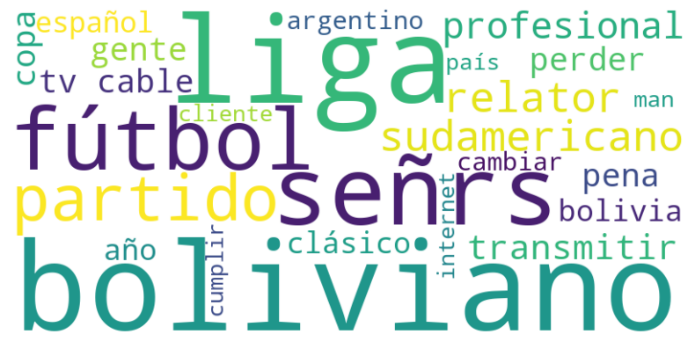 copa
español
argentino
profesional
gente
liga
país
perder
tv cable
relator
man
cliente
fútbol
sudamericano
cambiar
partido
señrs
pena
internet
bolivia
cumplir
año
clásico
transmitir
boliviano